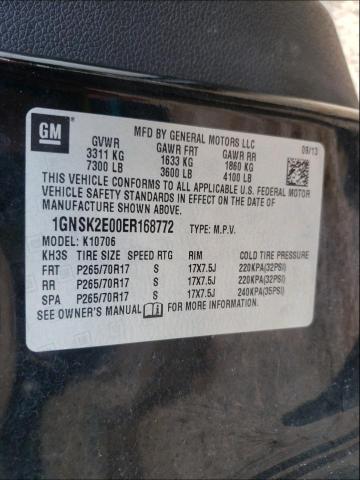 GM
MFD BY GENERAL MOTORS LLC
09/13
GVWR GAWR FRT GAWR RR
3311 KG 1633 KG 1860 KG
7300 LB 3600 LB 4100 LB
THIS VEHICLE CONFORMS TO ALL APPLICABLE U.S. FEDERAL MOTOR
VEHICLE SAFETY STANDARDS IN EFFECT ON THE DATE OF
MANUFACTURE SHOWN ABOVE.
1GNSK2E00ER168772 TYPE: M.P.V.
MODEL: K10706
KH3S TIRE SIZE SPEED RTG RIM COLD TIRE PRESSURE
FRT P265/70R17 S 17X7.5J 220KPA(32PSI)
RR P265/70R17 S 17X7.5J 220KPA(32PSI)
SPA P265/70R17 S 17X7.5J 240KPA(35PSI)
SEE OWNER'S MANUAL FOR MORE INFORMATION.